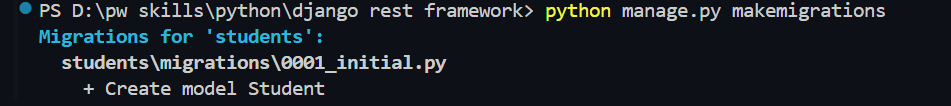 PS D:\pw skills\python\django rest framework> python manage.py makemigrations
Migrations for 'students':
  students\migrations\0001_initial.py
    + Create model Student